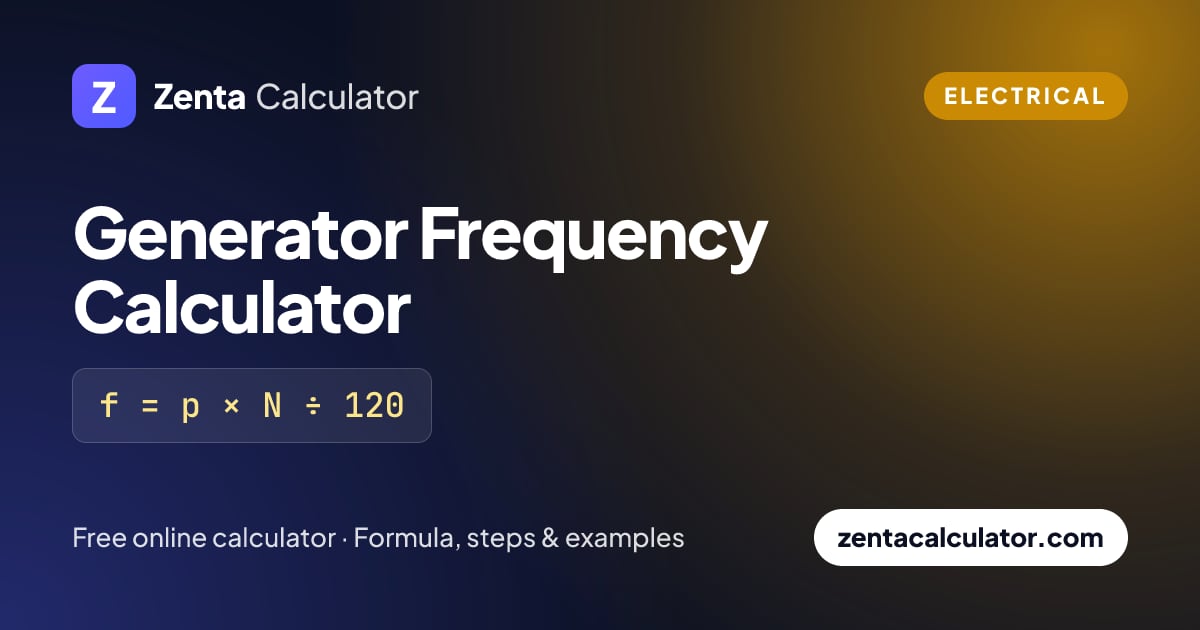 Z
Zenta Calculator
ELECTRICAL
Generator Frequency
Calculator
f = p × N ÷ 120
Free online calculator · Formula, steps & examples
zentacalculator.com